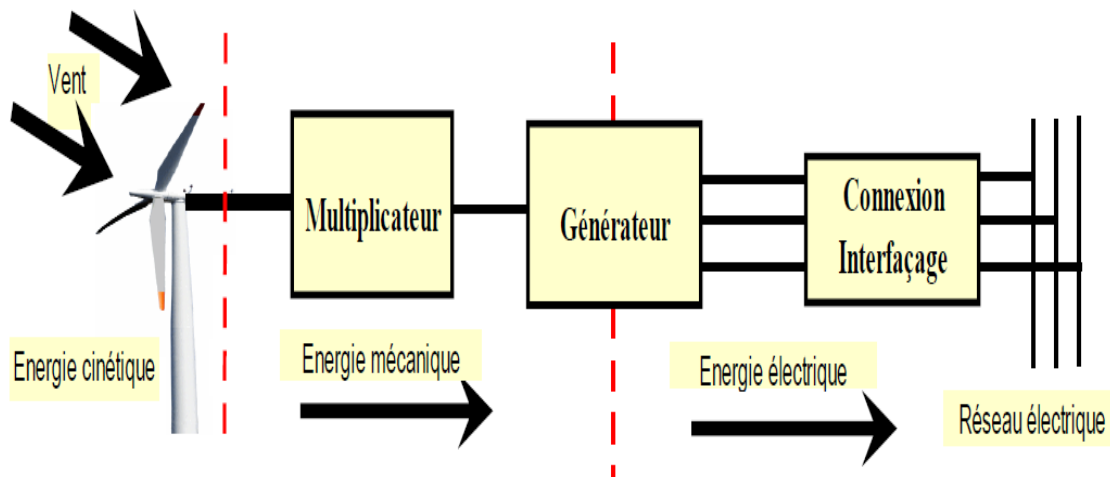 Vent
Multiplicateur
Générateur
Connexion
Interfaçage
Energie cinétique
Energie mécanique
Energie électrique
Réseau électrique